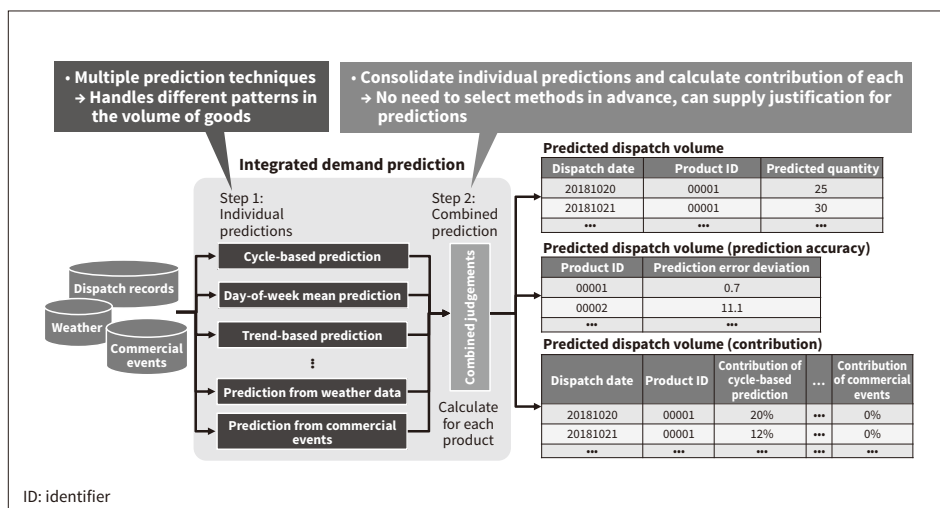 • Multiple prediction techniques
→ Handles different patterns in
the volume of goods
• Consolidate individual predictions and calculate contribution of each
→ No need to select methods in advance, can supply justification for
predictions
Integrated demand prediction
Step 1:
Individual
predictions
Step 2:
Combined
prediction
Dispatch records
Weather
Commercial
events
Cycle-based prediction
Day-of-week mean prediction
Trend-based prediction
⋮
Prediction from weather data
Prediction from commercial
events
Combined judgements
Calculate
for each
product
Predicted dispatch volume
Dispatch date Product ID Predicted quantity
20181020 00001 25
20181021 00001 30
••• ••• •••
Predicted dispatch volume (prediction accuracy)
Product ID Prediction error deviation
00001 0.7
00002 11.1
••• •••
Predicted dispatch volume (contribution)
Dispatch date Product ID Contribution of cycle-based prediction ... Contribution of commercial events
20181020 00001 20% ••• 0%
20181021 00001 12% ••• 0%
••• ••• ••• ••• •••
ID: identifier